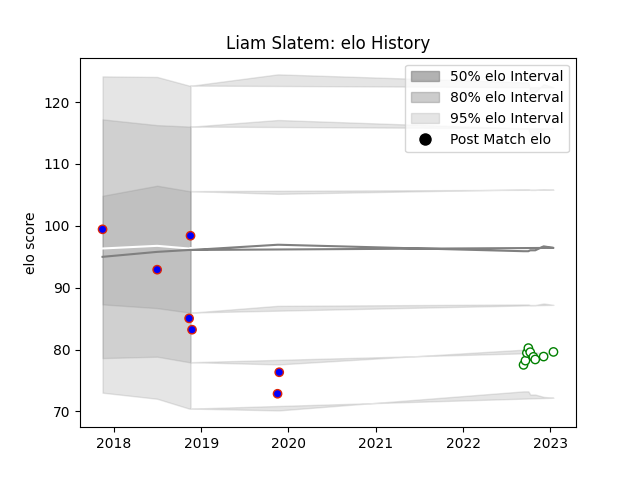 Liam Slatem: elo History
50% elo Interval
80% elo Interval
95% elo Interval
Post Match elo
elo score
120
110
100
90
80
70
2018 2019 2020 2021 2022 2023